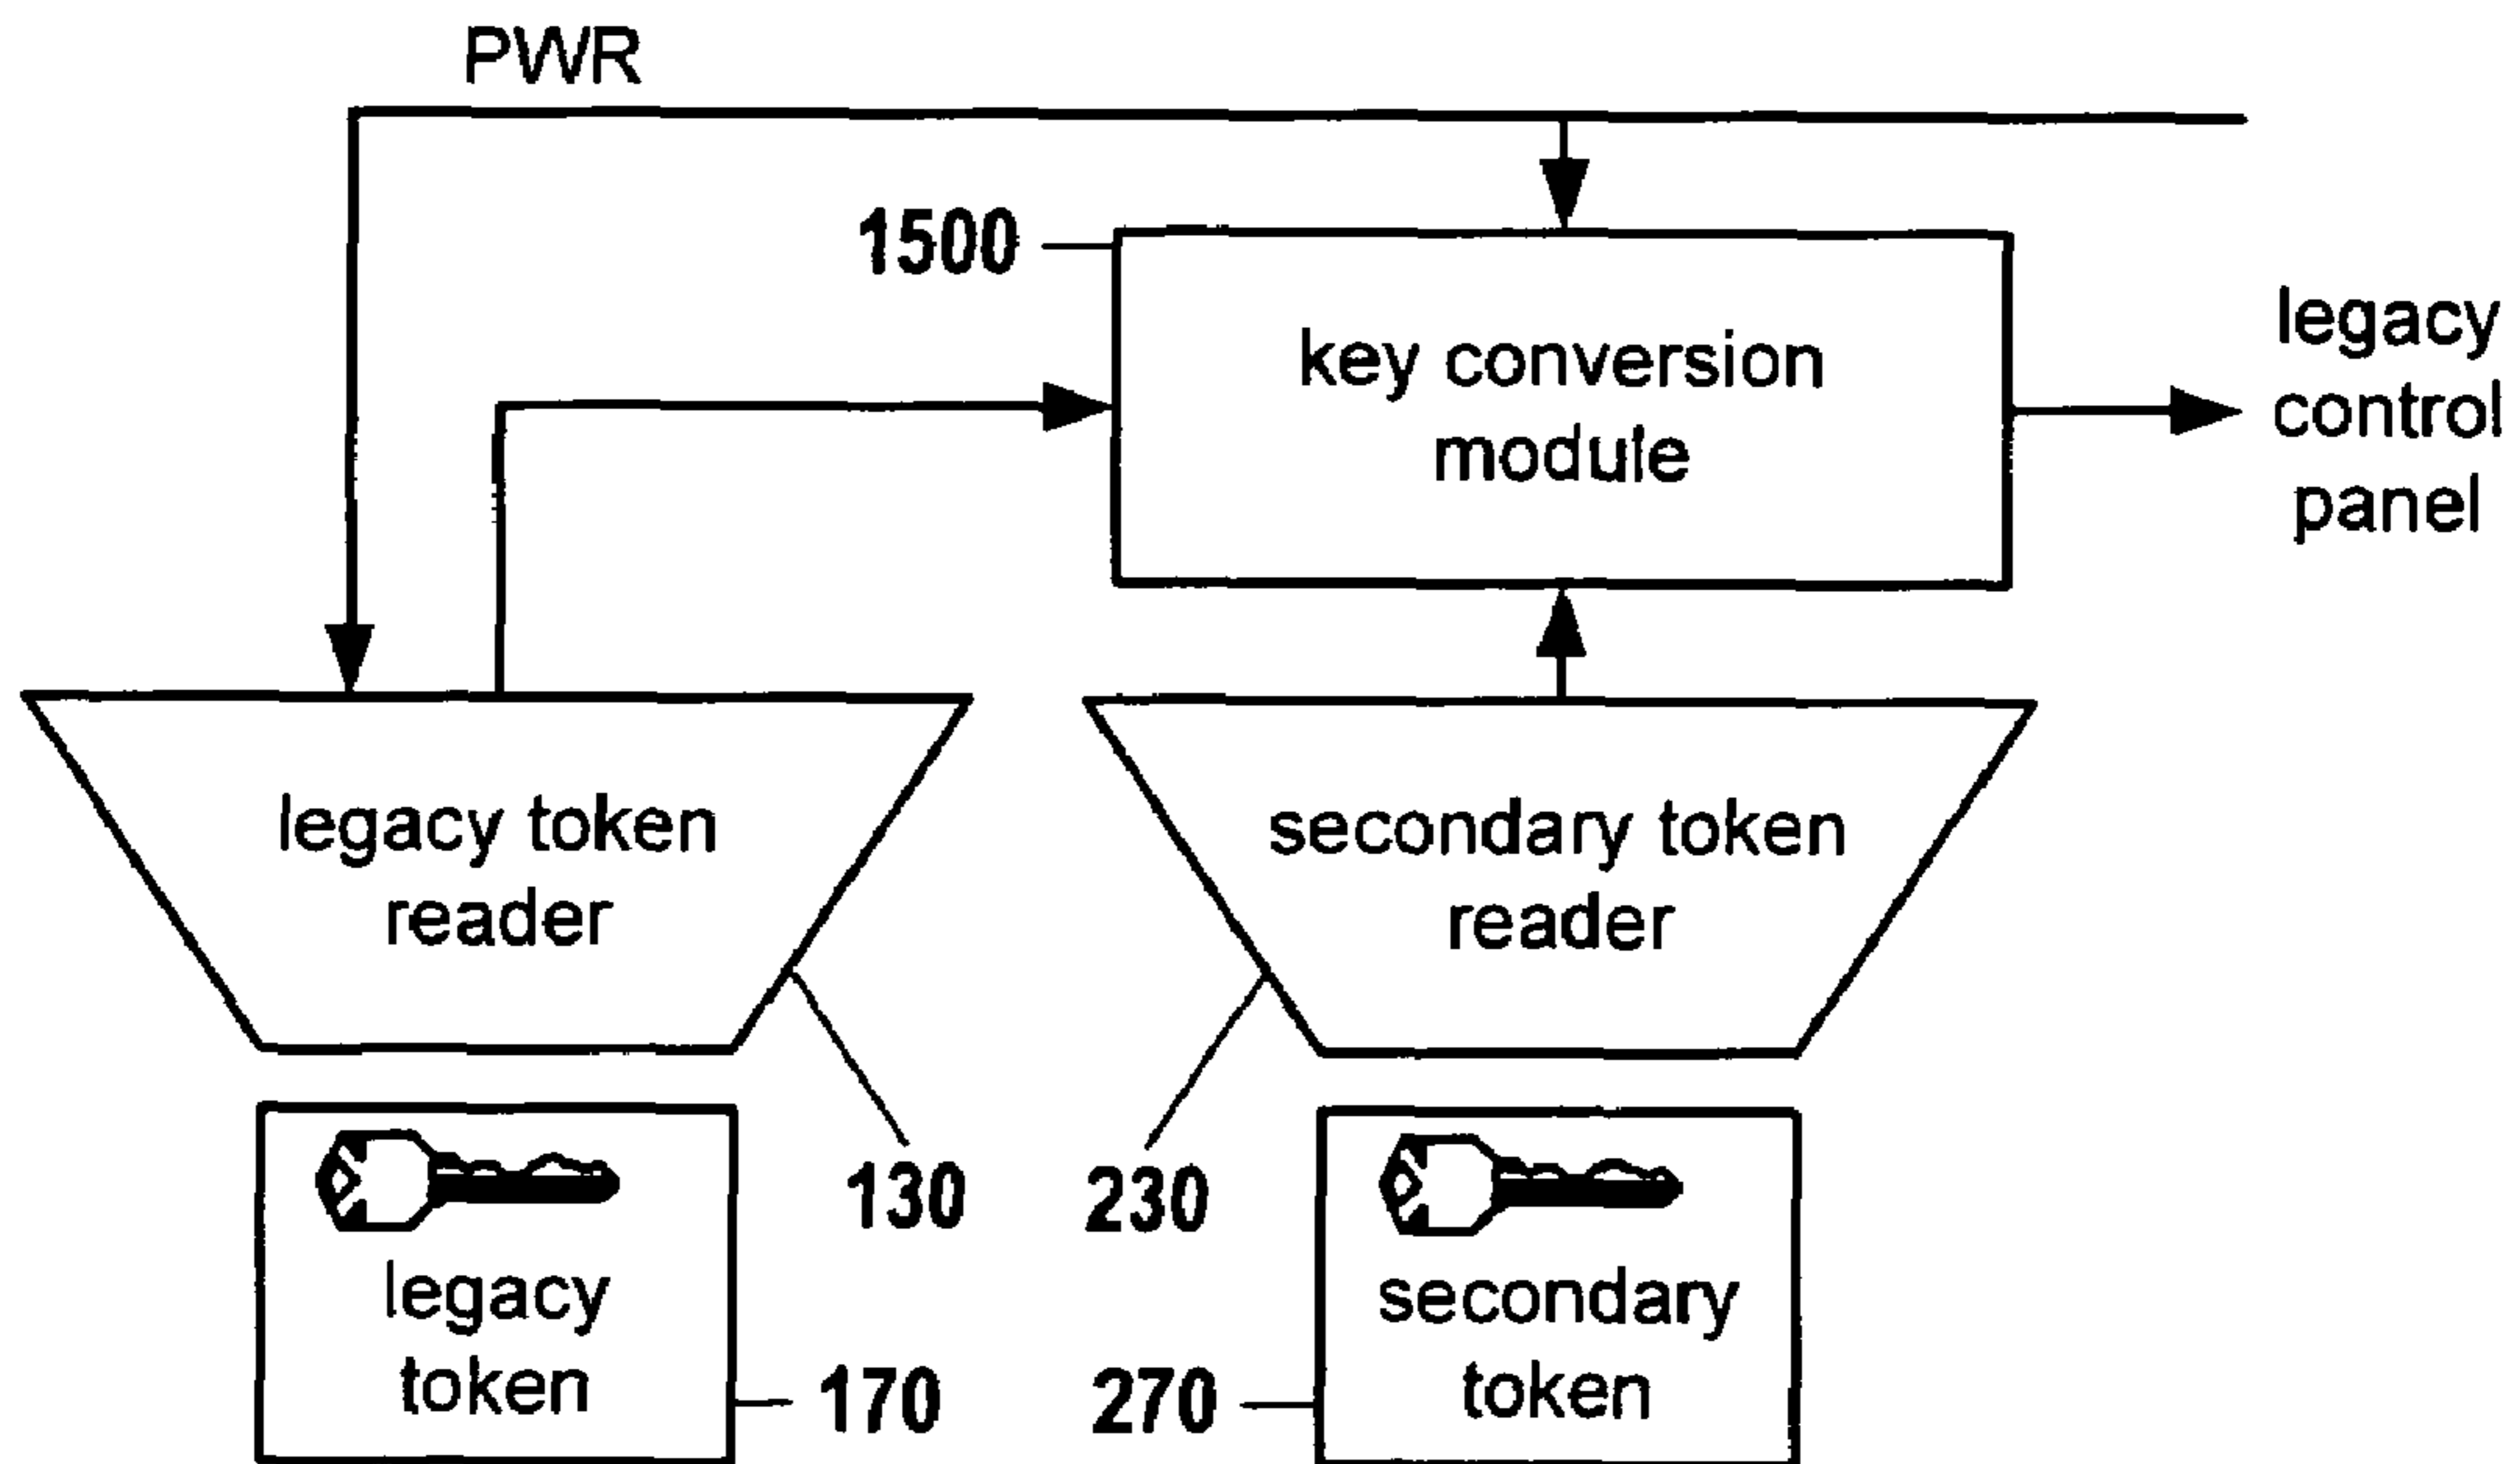 PWR
1500
key conversion
module
legacy
control
panel
legacy token
reader
secondary token
reader
130
230
legacy
token
170
270
secondary
token